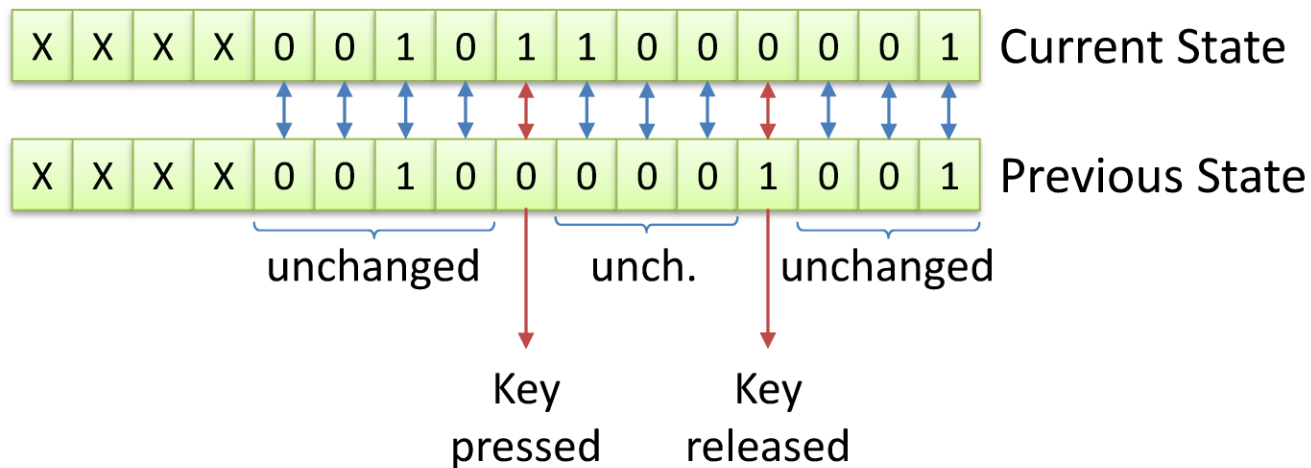 X X X X 0 0 1 0 1 1 0 0 0 0 0 1 Current State
X X X X 0 0 1 0 0 0 0 0 1 0 0 1 Previous State
unchanged unch. unchanged
Key Key
pressed released